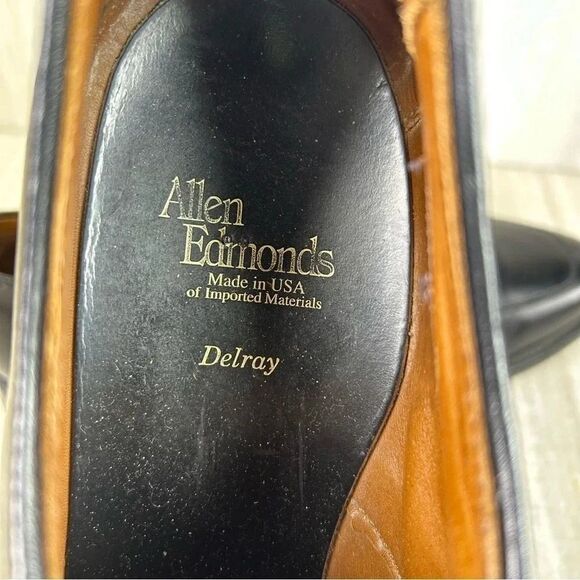 Allen
Edmonds
Made in USA
of Imported Materials
Delray